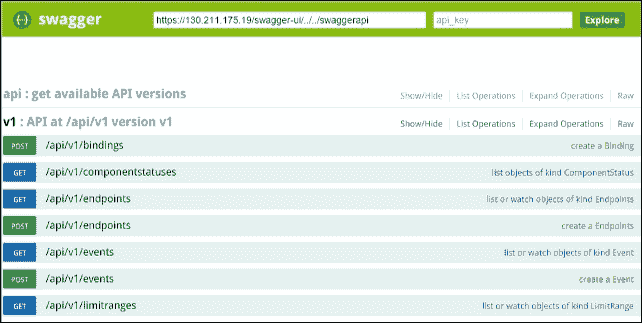 swagger https://130.211.175.19/swagger-ui/../../swaggerapi api_key Explore
api : get available API versions Show/Hide List Operations Expand Operations Raw
v1 : API at /api/v1 version v1 Show/Hide List Operations Expand Operations Raw
POST /api/v1/bindings create a Binding
GET /api/v1/componentstatuses list objects of kind ComponentStatus
GET /api/v1/endpoints list or watch objects of kind Endpoints
POST /api/v1/endpoints create a Endpoints
GET /api/v1/events list or watch objects of kind Event
POST /api/v1/events create a Event
GET /api/v1/limitranges list or watch objects of kind LimitRange